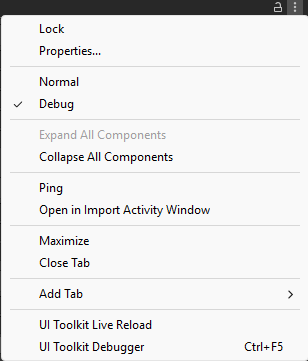 Lock
Properties...
Normal
Debug
Expand All Components
Collapse All Components
Ping
Open in Import Activity Window
Maximize
Close Tab
Add Tab
UI Toolkit Live Reload
UI Toolkit Debugger Ctrl+F5